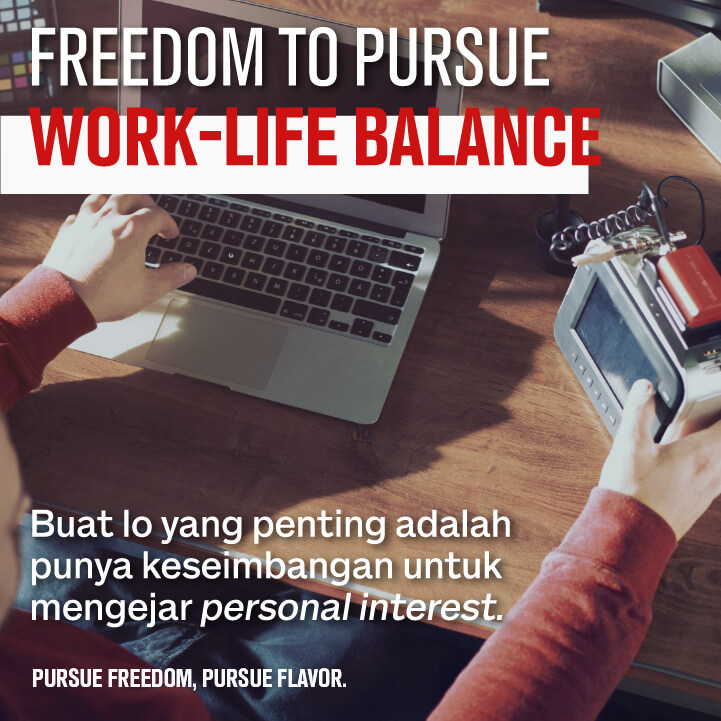 FREEDOM TO PURSUE
WORK-LIFE BALANCE
Buat lo yang penting adalah
punya keseimbangan untuk
mengejar personal interest.
PURSUE FREEDOM, PURSUE FLAVOR.